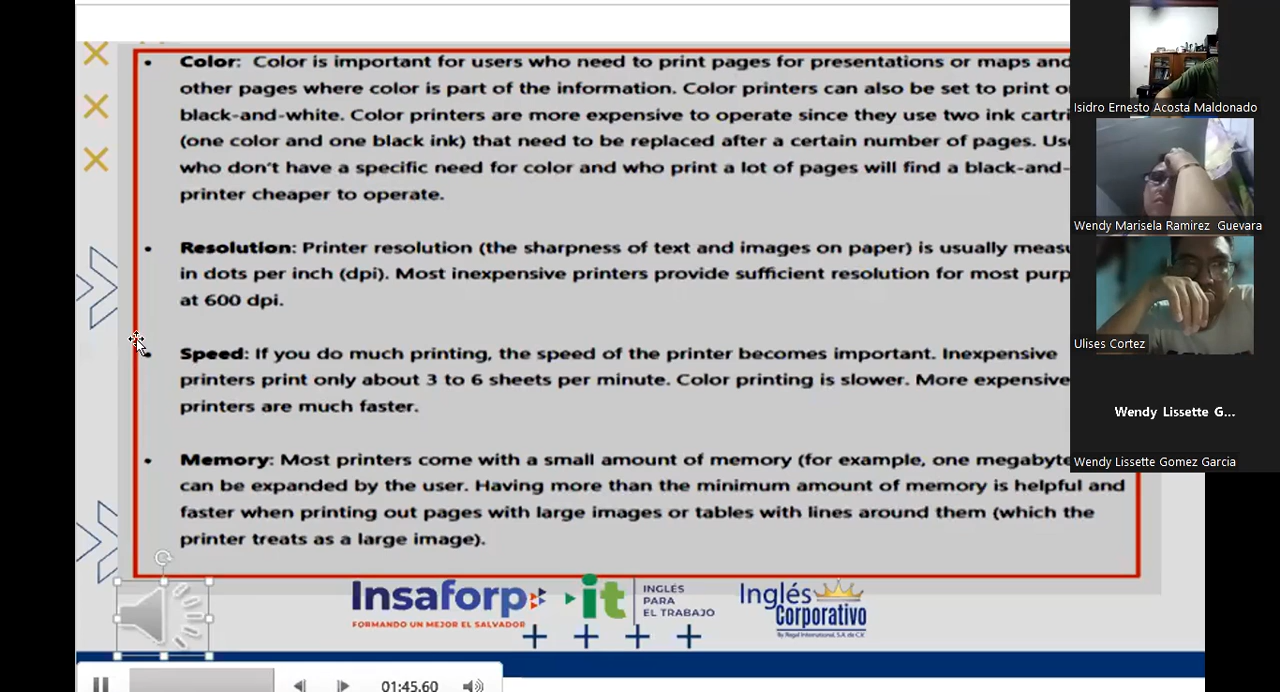 Color: Color is important for users who need to print pages for presentations or maps and
other pages where color is part of the information. Color printers can also be set to print
black-and-white. Color printers are more expensive to operate since they use two ink
(one color and one black ink) that need to be replaced after a certain number of pages.
who don't have a specific need for color and who print a lot of pages will find a black-and-
printer cheaper to operate.
Resolution: Printer resolution (the sharpness of text and images on paper) is usually
in dots per inch (dpi). Most inexpensive printers provide sufficient resolution for most
at 600 dpi.
Speed: If you do much printing, the speed of the printer becomes important. Inexpensive
printers print only about 3 to 6 sheets per minute. Color printing is slower. More expensive
printers are much faster.
Memory: Most printers come with a small amount of memory (for example, one megabyte
can be expanded by the user. Having more than the minimum amount of memory is helpful and
faster when printing out pages with large images or tables with lines around them (which the
printer treats as a large image).
Insaforp
FORMANDO UN MEJOR EL SALVADOR
it
INGLÉS
PARA
EL TRABAJO
Inglés
Corporativo
By Regal International, S.A. de C.V.
01:45.60
Isidro Ernesto Acosta Maldonado
Wendy Marisela Ramirez Guevara
Ulises Cortez
Wendy Lissette G...
Wendy Lissette Gomez Garcia